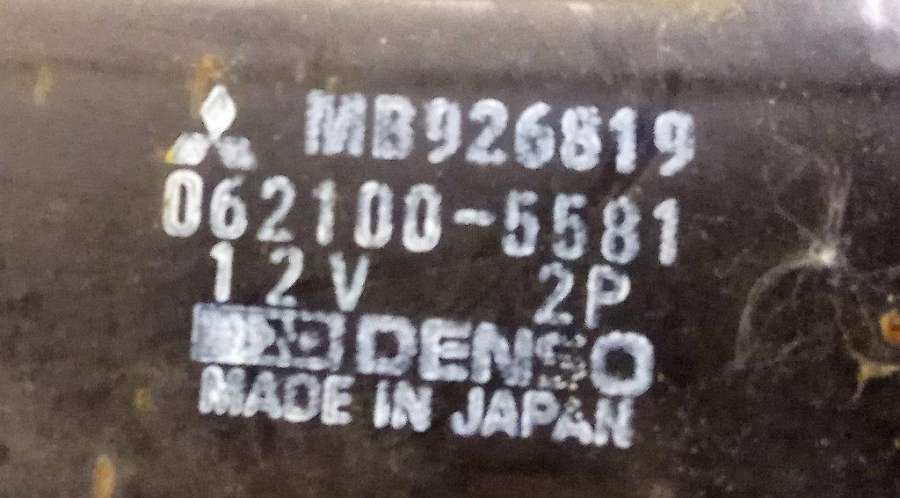 MB926819
062100-5581
12V 2P
DENSO
MADE IN JAPAN